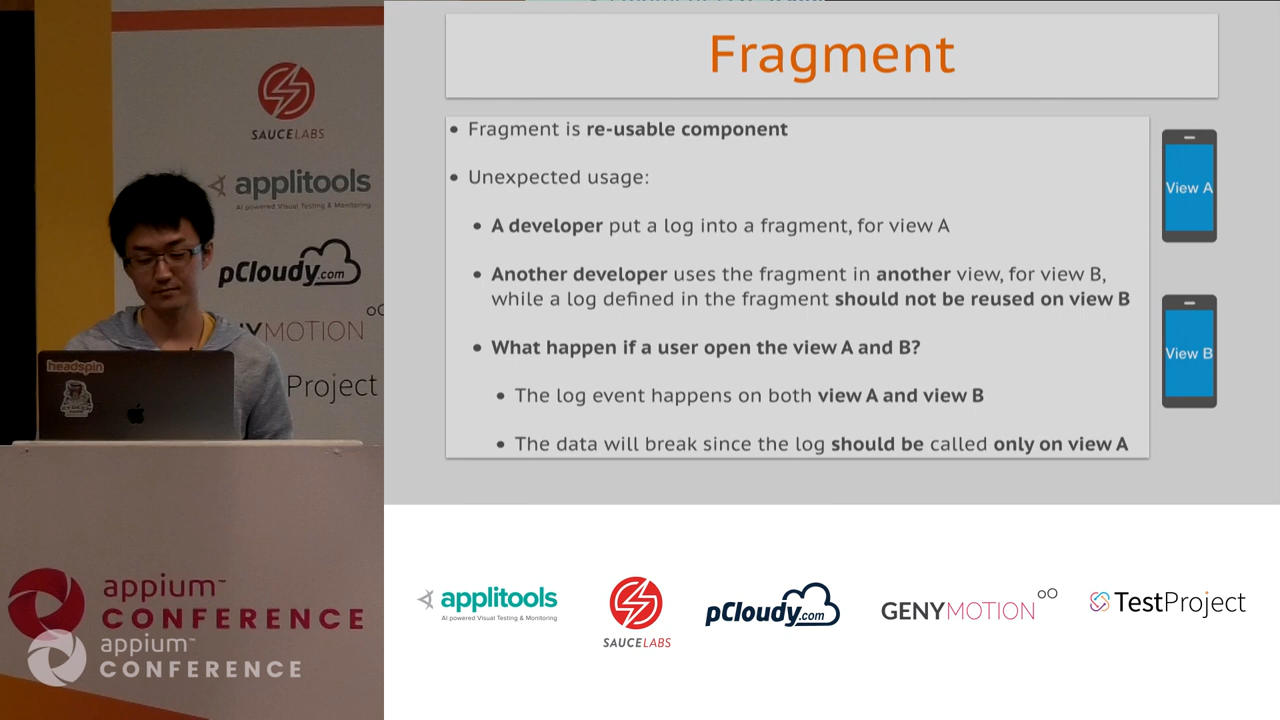 SAUCELABS
applitools
AI powered Visual Testing & Monitoring
pCloudy.com
YMOTION
Project
headspin
appium™
CONFERENCE
appium™
CONFERENCE
Fragment
• Fragment is re-usable component
• Unexpected usage:
• A developer put a log into a fragment, for view A
• Another developer uses the fragment in another view, for view B,
while a log defined in the fragment should not be reused on view B
• What happen if a user open the view A and B?
• The log event happens on both view A and view B
• The data will break since the log should be called only on view A
View A
View B
applitools
AI powered Visual Testing & Monitoring
SAUCELABS
pCloudy.com
GENYMOTION
TestProject